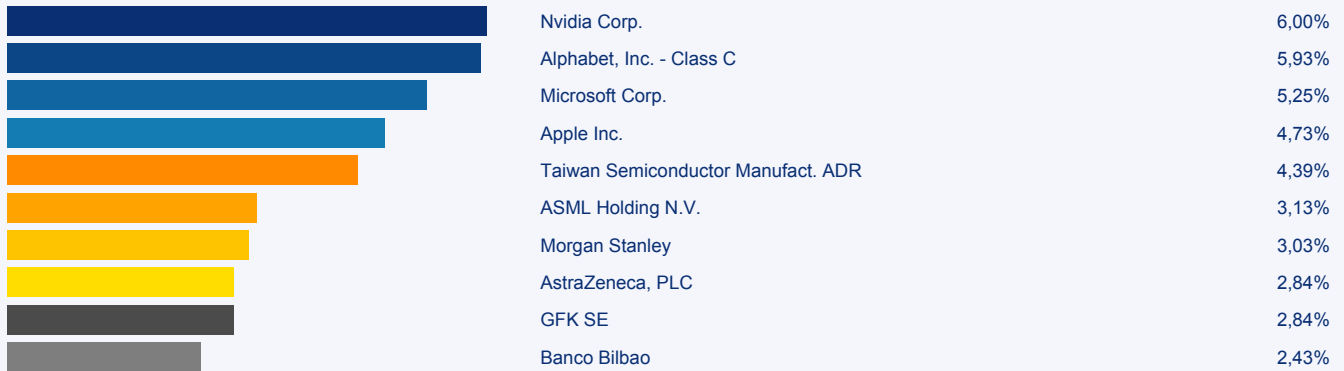 Nvidia Corp. 6,00%
Alphabet, Inc. - Class C 5,93%
Microsoft Corp. 5,25%
Apple Inc. 4,73%
Taiwan Semiconductor Manufact. ADR 4,39%
ASML Holding N.V. 3,13%
Morgan Stanley 3,03%
AstraZeneca, PLC 2,84%
GFK SE 2,84%
Banco Bilbao 2,43%